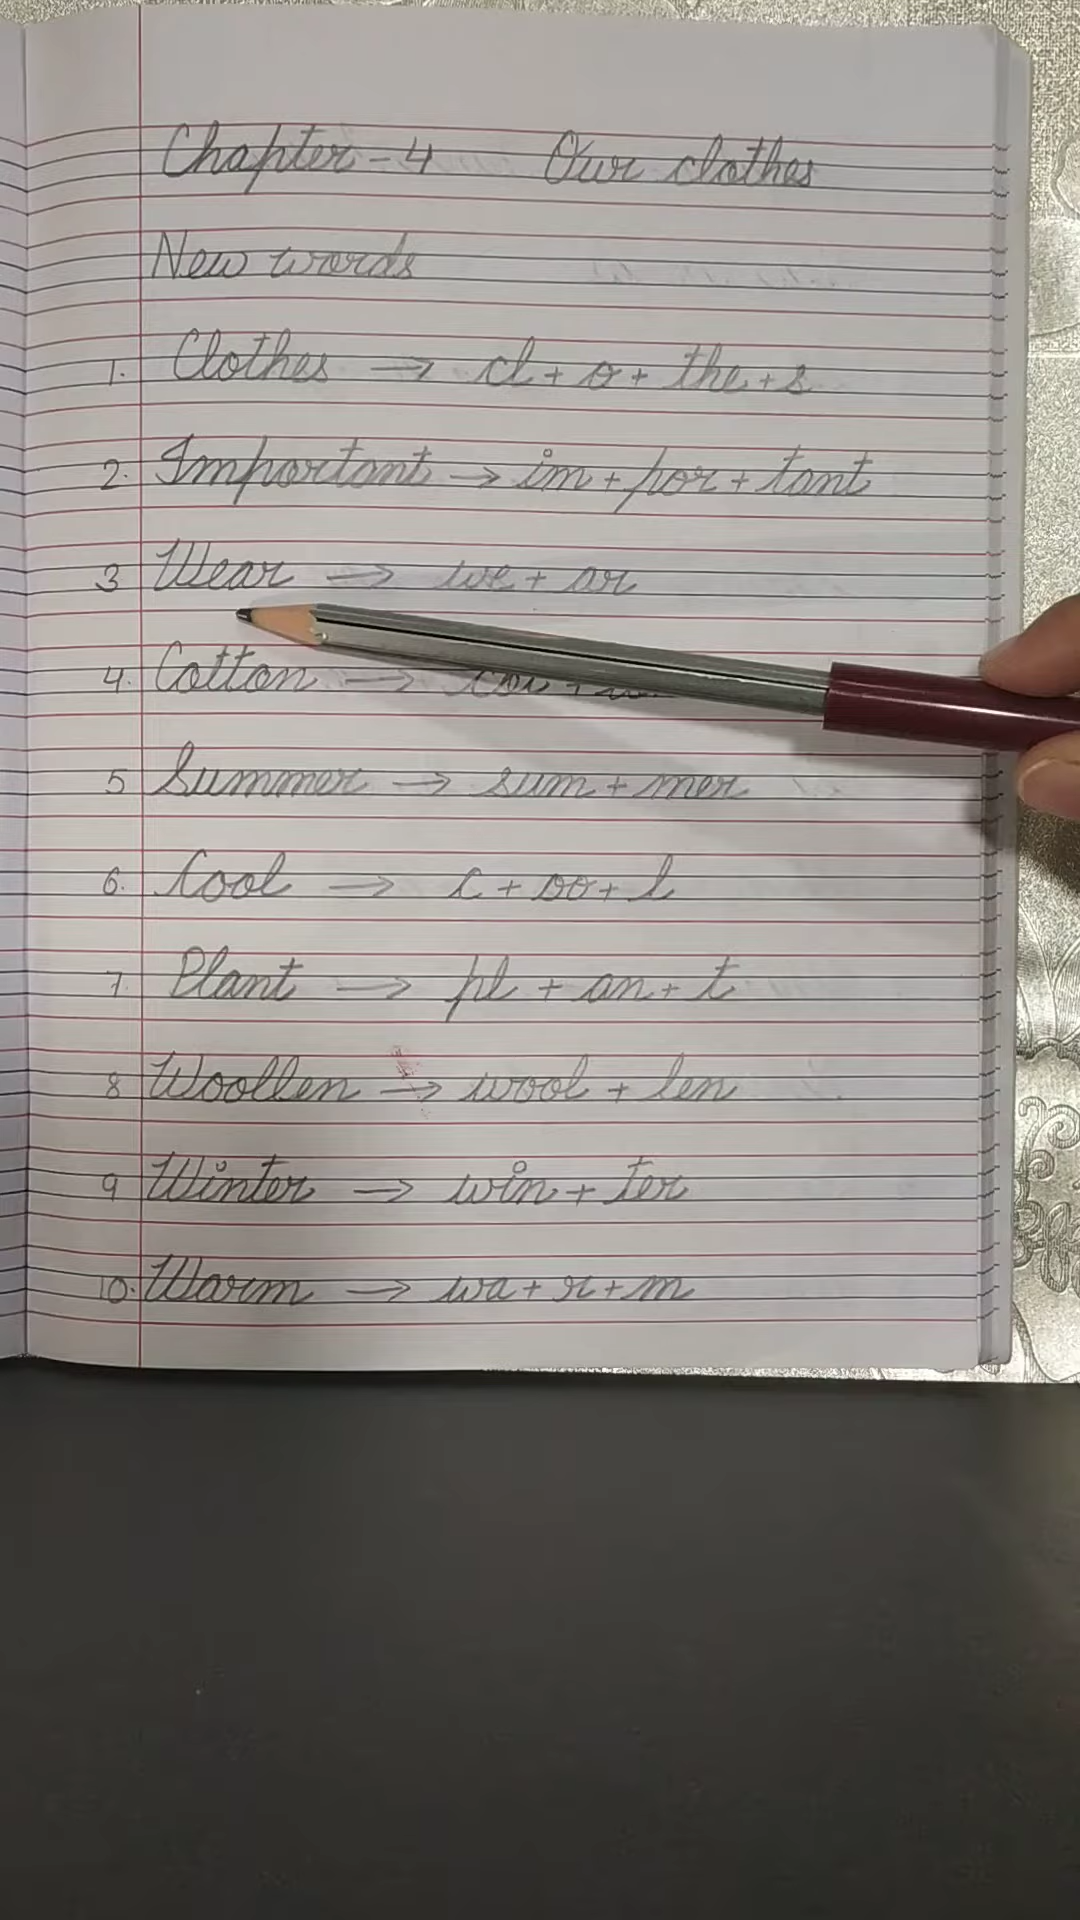 Chapter - 4 Our clothes
New words
1. Clothes → cl + o + the + s
2. Important → im + por + tant
3 Wear → we + ar
4. Cotton →
5 Summer → sum + mer
6. Cool → c + oo + l
7. Plant → pl + an + t
8 Woollen → wool + len
9 Winter → win + ter
10. Warm → wa + r + m